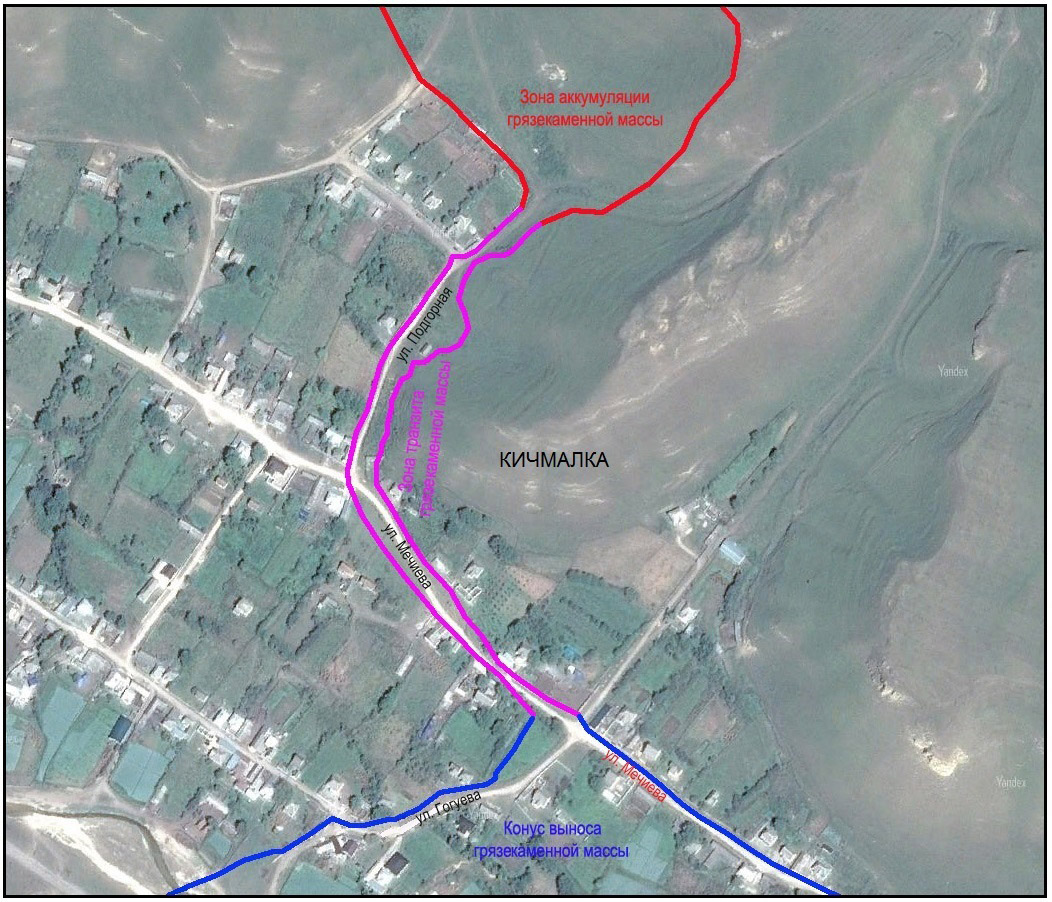 Зона аккумуляции
грязекаменной массы
ул. Подгорная
Yandex
Зона транзита
грязекаменной массы
КИЧМАЛКА
ул. Мечиева
ул. Мечиева
Yandex
ул. Гогуева
Yandex
Конус выноса
грязекаменной массы